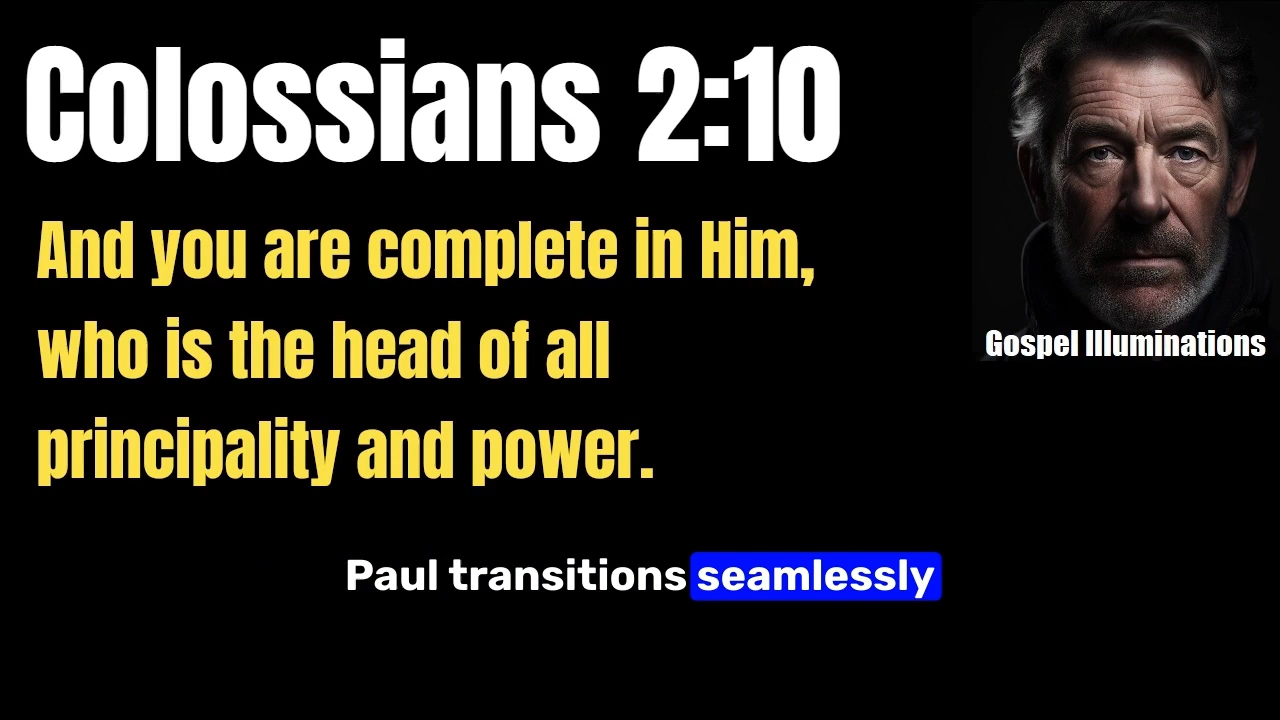 Colossians 2:10
And you are complete in Him,
who is the head of all
principality and power.
Gospel Illuminations
Paul transitions seamlessly